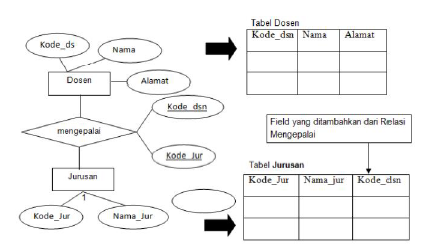 Tabel Dosen
Kode_ds
Nama
Kode_dsn Nama Alamat
Dosen
Alamat
Kode_dsn
mengepalai
Field yang ditambahkan dari Relasi
Mengepalai
Kode_Jur
Tabel Jurusan
Jurusan
Kode_Jur Nama_jur Kode_dsn
1
Kode_Jur
Nama_Jur